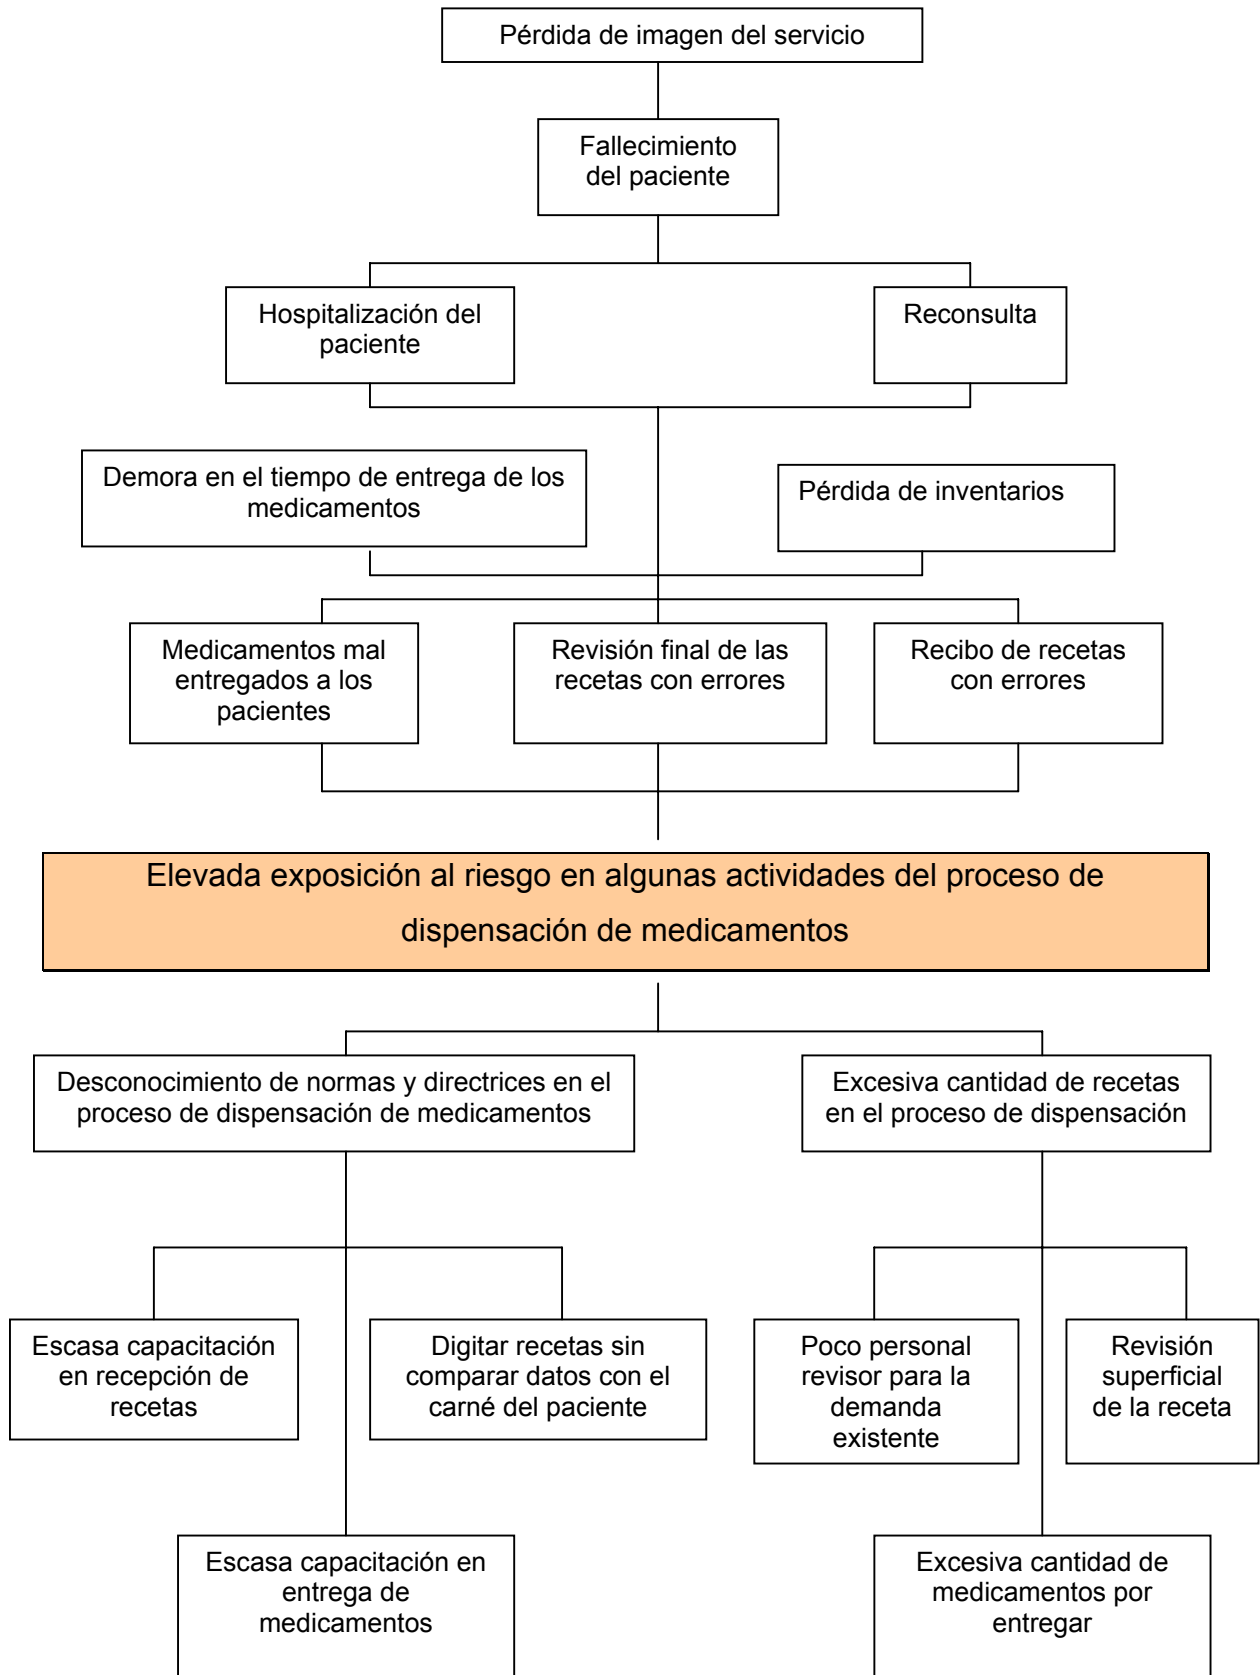 Pérdida de imagen del servicio
Fallecimiento
del paciente
Hospitalización del
paciente
Reconsulta
Demora en el tiempo de entrega de los
medicamentos
Pérdida de inventarios
Medicamentos mal
entregados a los
pacientes
Revisión final de las
recetas con errores
Recibo de recetas
con errores
Elevada exposición al riesgo en algunas actividades del proceso de
dispensación de medicamentos
Desconocimiento de normas y directrices en el
proceso de dispensación de medicamentos
Excesiva cantidad de recetas
en el proceso de dispensación
Escasa capacitación
en recepción de
recetas
Digitar recetas sin
comparar datos con el
carné del paciente
Poco personal
revisor para la
demanda
existente
Revisión
superficial
de la receta
Escasa capacitación en
entrega de
medicamentos
Excesiva cantidad de
medicamentos por
entregar